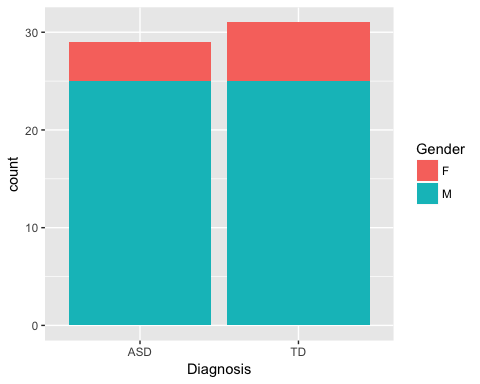 30
20
10
0
count
ASD
TD
Diagnosis
Gender
F
M